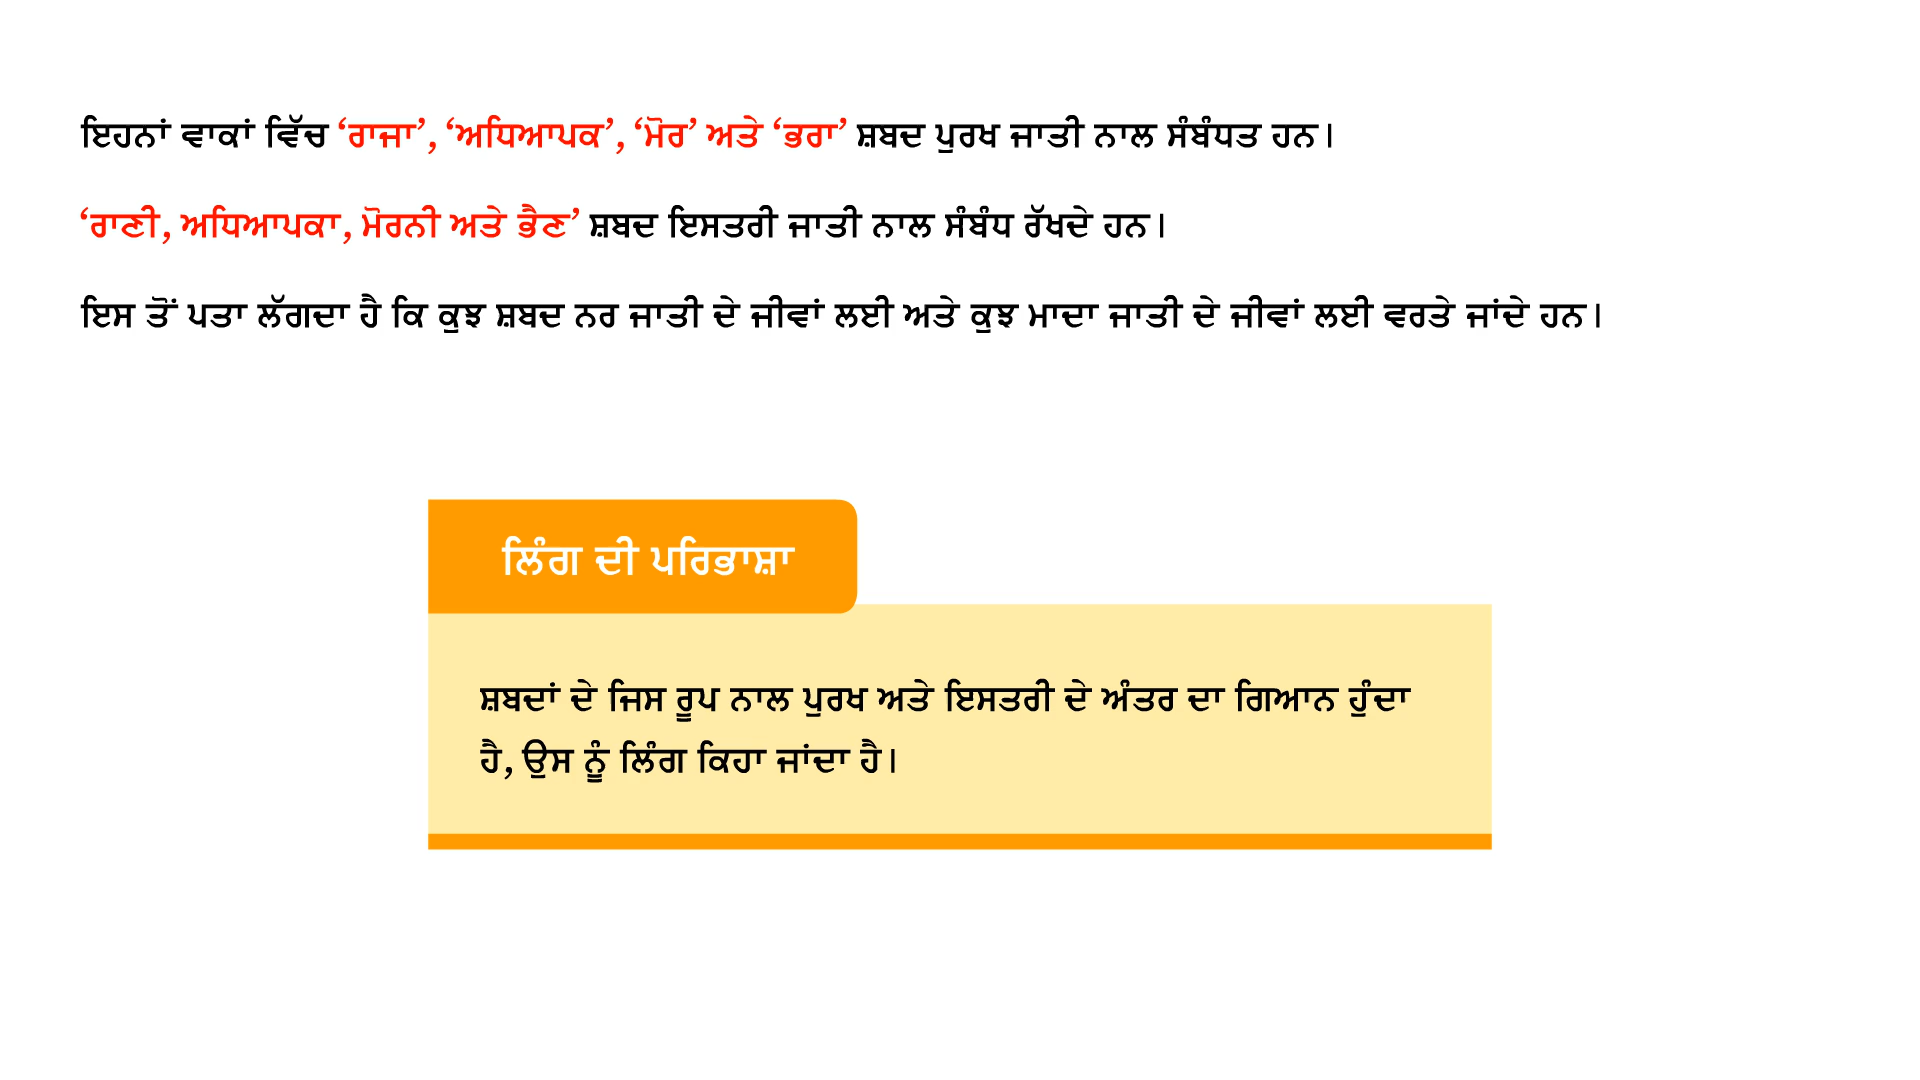 ਇਹਨਾਂ ਵਾਕਾਂ ਵਿੱਚ ‘ਰਾਜਾ’, ‘ਅਧਿਆਪਕ’, ‘ਮੋਰ’ ਅਤੇ ‘ਭਰਾ’ ਸ਼ਬਦ ਪੁਰਖ ਜਾਤੀ ਨਾਲ ਸੰਬੰਧਤ ਹਨ।
‘ਰਾਣੀ, ਅਧਿਆਪਕਾ, ਮੋਰਨੀ ਅਤੇ ਭੈਣ’ ਸ਼ਬਦ ਇਸਤਰੀ ਜਾਤੀ ਨਾਲ ਸੰਬੰਧ ਰੱਖਦੇ ਹਨ।
ਇਸ ਤੋਂ ਪਤਾ ਲੱਗਦਾ ਹੈ ਕਿ ਕੁਝ ਸ਼ਬਦ ਨਰ ਜਾਤੀ ਦੇ ਜੀਵਾਂ ਲਈ ਅਤੇ ਕੁਝ ਮਾਦਾ ਜਾਤੀ ਦੇ ਜੀਵਾਂ ਲਈ ਵਰਤੇ ਜਾਂਦੇ ਹਨ।
ਲਿੰਗ ਦੀ ਪਰਿਭਾਸ਼ਾ
ਸ਼ਬਦਾਂ ਦੇ ਜਿਸ ਰੂਪ ਨਾਲ ਪੁਰਖ ਅਤੇ ਇਸਤਰੀ ਦੇ ਅੰਤਰ ਦਾ ਗਿਆਨ ਹੁੰਦਾ
ਹੈ, ਉਸ ਨੂੰ ਲਿੰਗ ਕਿਹਾ ਜਾਂਦਾ ਹੈ।